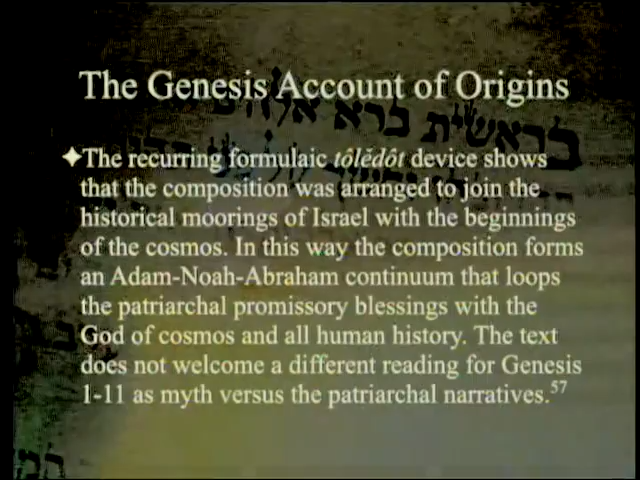 The Genesis Account of Origins
בראשית ברא אלהים
✦The recurring formulaic tôlĕdôt device shows
that the composition was arranged to join the
historical moorings of Israel with the beginnings
of the cosmos. In this way the composition forms
an Adam-Noah-Abraham continuum that loops
the patriarchal promissory blessings with the
God of cosmos and all human history. The text
does not welcome a different reading for Genesis
1-11 as myth versus the patriarchal narratives.57